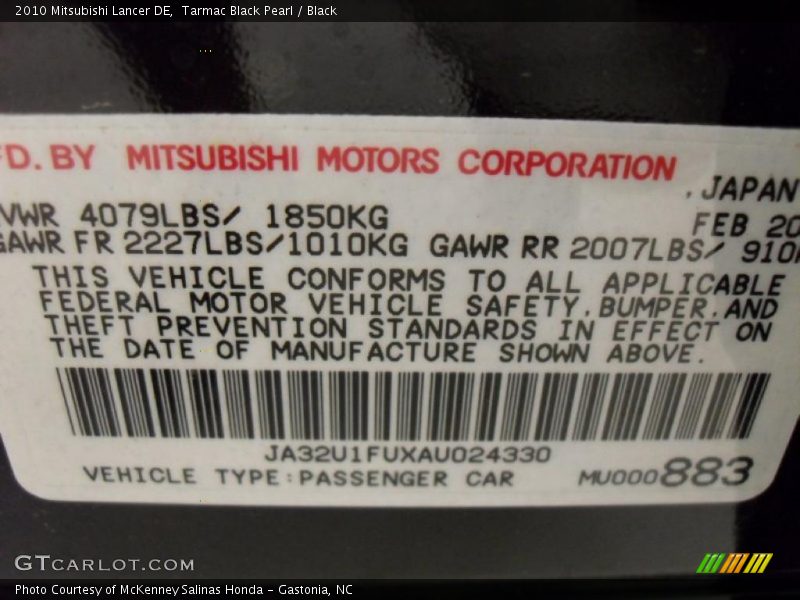 2010 Mitsubishi Lancer DE, Tarmac Black Pearl / Black
FD. BY MITSUBISHI MOTORS CORPORATION
, JAPAN
VWR 4079LBS/ 1850KG FEB 20
GAWR FR 2227LBS/1010KG GAWR RR 2007LBS/ 910K
THIS VEHICLE CONFORMS TO ALL APPLICABLE
FEDERAL MOTOR VEHICLE SAFETY,BUMPER,AND
THEFT PREVENTION STANDARDS IN EFFECT ON
THE DATE OF MANUFACTURE SHOWN ABOVE.
JA32U1FUXAU024330
VEHICLE TYPE:PASSENGER CAR MU000883
GTCARLOT.COM
Photo Courtesy of McKenney Salinas Honda - Gastonia, NC